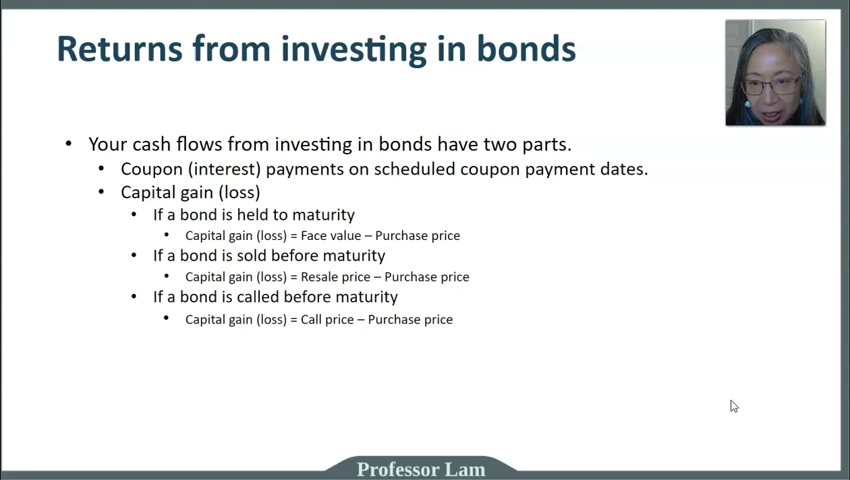 Returns from investing in bonds
• Your cash flows from investing in bonds have two parts.
• Coupon (interest) payments on scheduled coupon payment dates.
• Capital gain (loss)
• If a bond is held to maturity
• Capital gain (loss) = Face value – Purchase price
• If a bond is sold before maturity
• Capital gain (loss) = Resale price – Purchase price
• If a bond is called before maturity
• Capital gain (loss) = Call price – Purchase price
Professor Lam